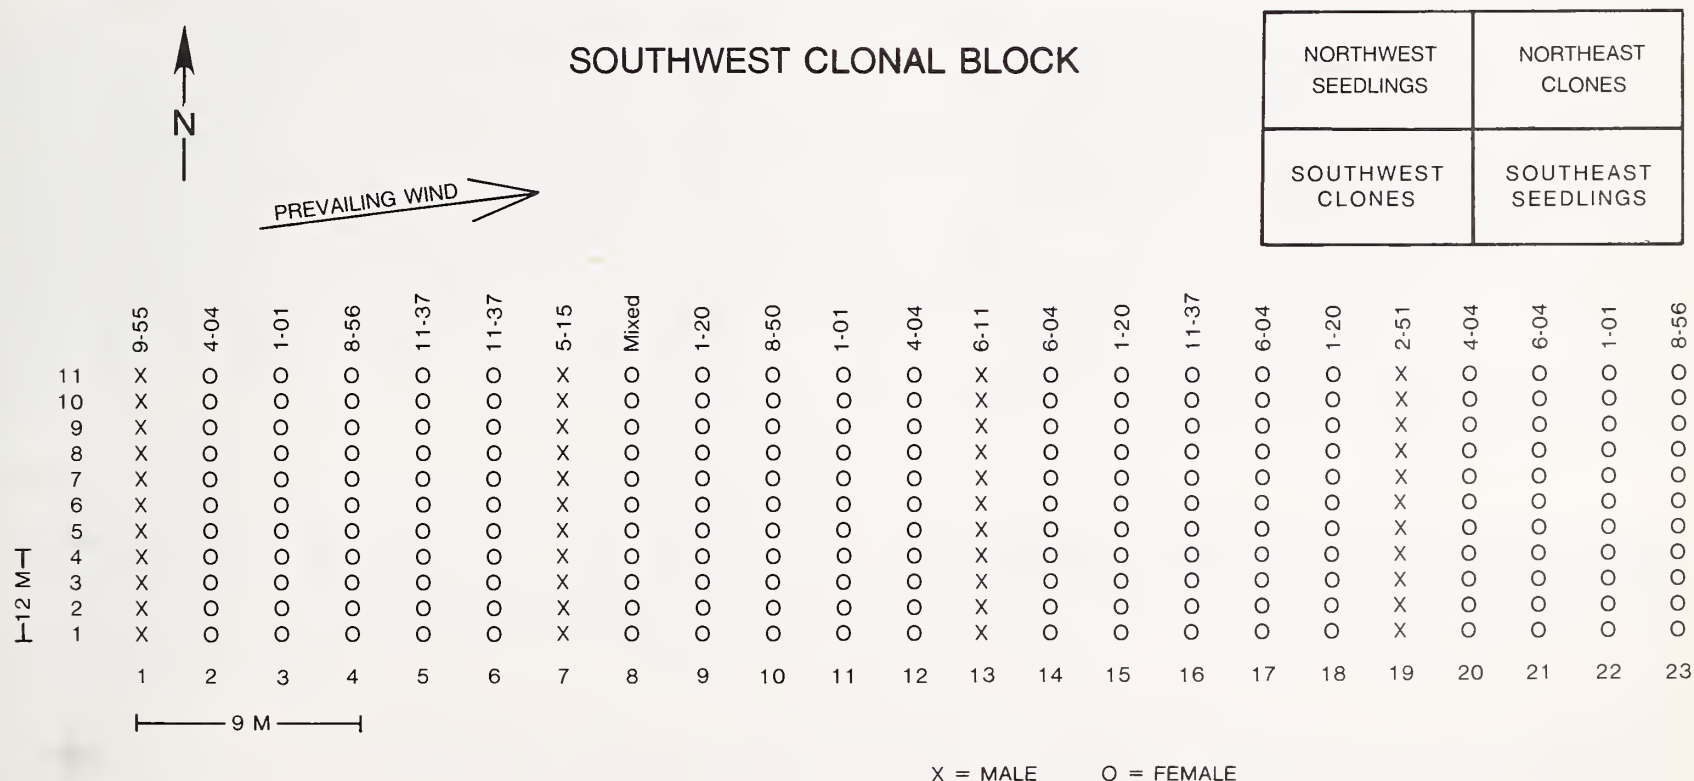 SOUTHWEST CLONAL BLOCK
N
PREVAILING WIND
NORTHWEST
SEEDLINGS
NORTHEAST
CLONES
SOUTHWEST
CLONES
SOUTHEAST
SEEDLINGS
9-55 4-04 1-01 8-56 11-37 11-37 5-15 Mixed 1-20 8-50 1-01 4-04 6-11 6-04 1-20 11-37 6-04 1-20 2-51 4-04 6-04 1-01 8-56
11 X O O O O O X O O O O O X O O O O O X O O O O
10 X O O O O O X O O O O O X O O O O O X O O O O
9 X O O O O O X O O O O O X O O O O O X O O O O
8 X O O O O O X O O O O O X O O O O O X O O O O
7 X O O O O O X O O O O O X O O O O O X O O O O
6 X O O O O O X O O O O O X O O O O O X O O O O
5 X O O O O O X O O O O O X O O O O O X O O O O
4 X O O O O O X O O O O O X O O O O O X O O O O
3 X O O O O O X O O O O O X O O O O O X O O O O
2 X O O O O O X O O O O O X O O O O O X O O O O
1 X O O O O O X O O O O O X O O O O O X O O O O
12 M
1 2 3 4 5 6 7 8 9 10 11 12 13 14 15 16 17 18 19 20 21 22 23
9 M
X = MALE O = FEMALE